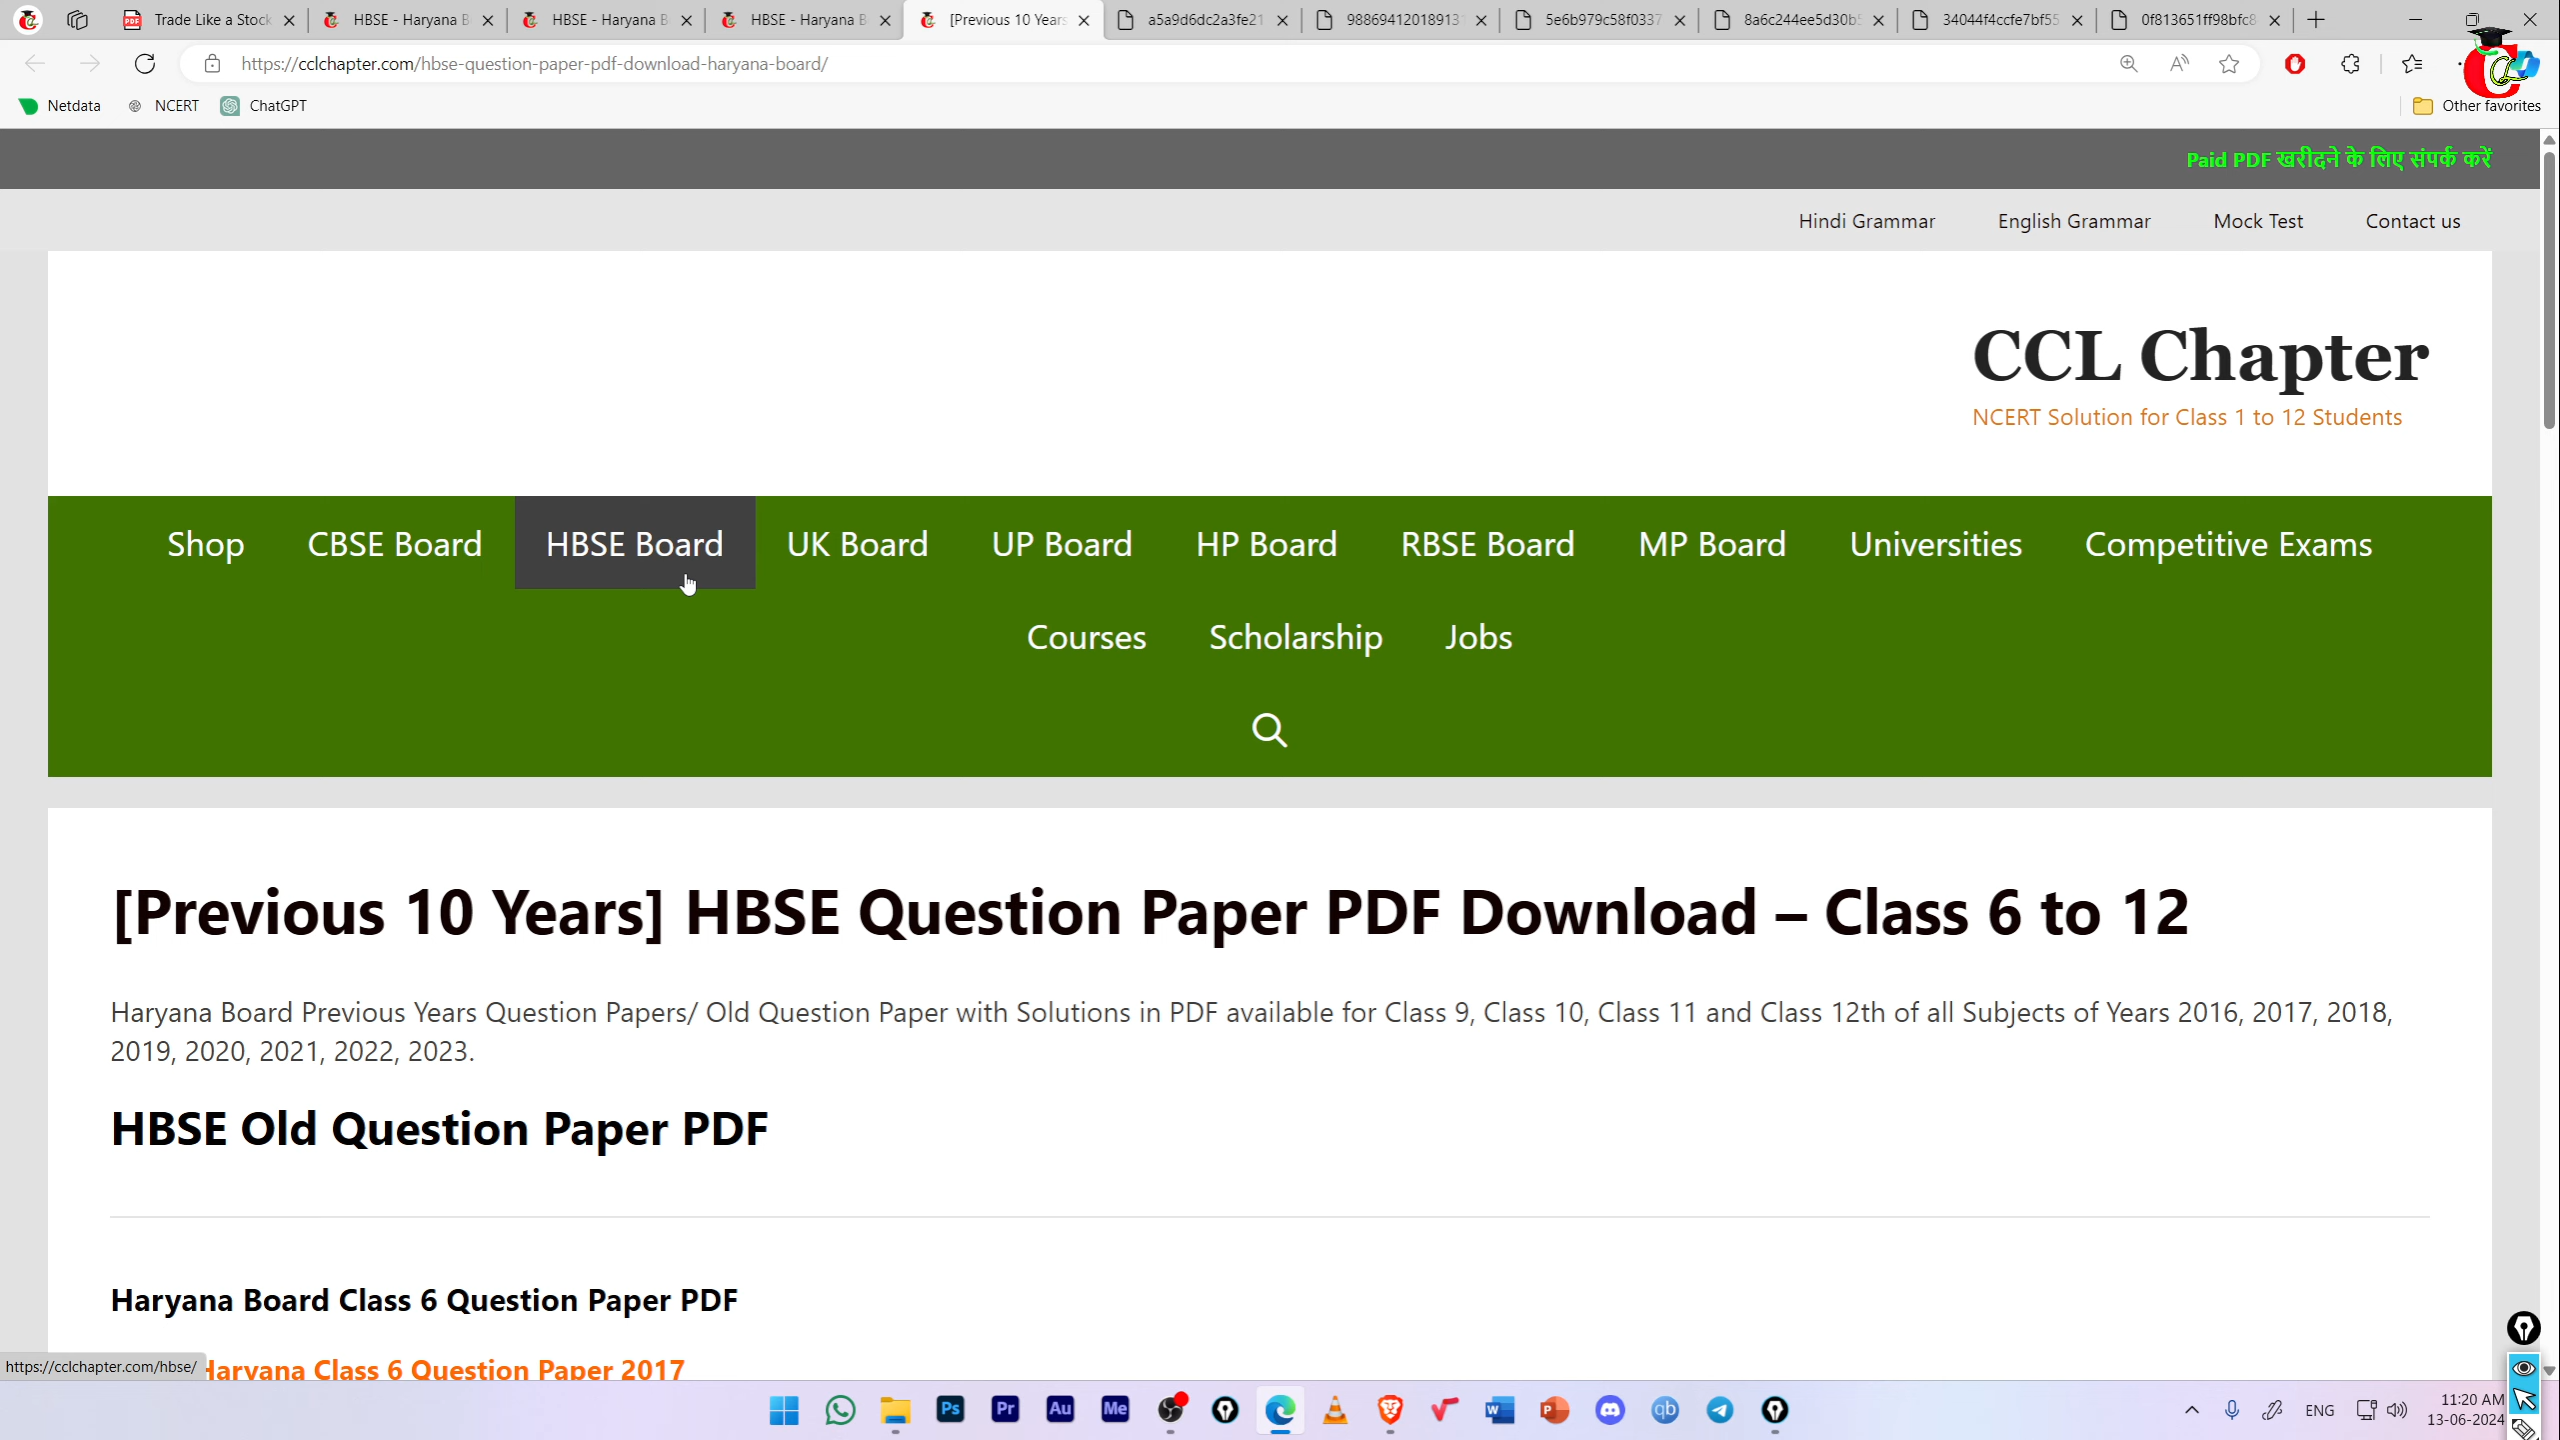 Trade Like a Stock
HBSE - Haryana B
HBSE - Haryana B
HBSE - Haryana B
[Previous 10 Years
a5a9d6dc2a3fe21
5e6b979c58f0337
34044f4ccfe7bf55
0f813651ff98bfc8
https://cclchapter.com/hbse-question-paper-pdf-download-haryana-board/
Netdata
NCERT
ChatGPT
Other favorites
Paid PDF खरीदने के लिए संपर्क करें
Hindi Grammar English Grammar Mock Test Contact us
CCL Chapter
NCERT Solution for Class 1 to 12 Students
Shop CBSE Board HBSE Board UK Board UP Board HP Board RBSE Board MP Board Universities Competitive Exams
Courses Scholarship Jobs
[Previous 10 Years] HBSE Question Paper PDF Download – Class 6 to 12
Haryana Board Previous Years Question Papers/ Old Question Paper with Solutions in PDF available for Class 9, Class 10, Class 11 and Class 12th of all Subjects of Years 2016, 2017, 2018,
2019, 2020, 2021, 2022, 2023.
HBSE Old Question Paper PDF
Haryana Board Class 6 Question Paper PDF
Haryana Class 6 Question Paper 2017
https://cclchapter.com/hbse/
Ps Pr Au Me qb
ENG
11:20 AM
13-06-2024